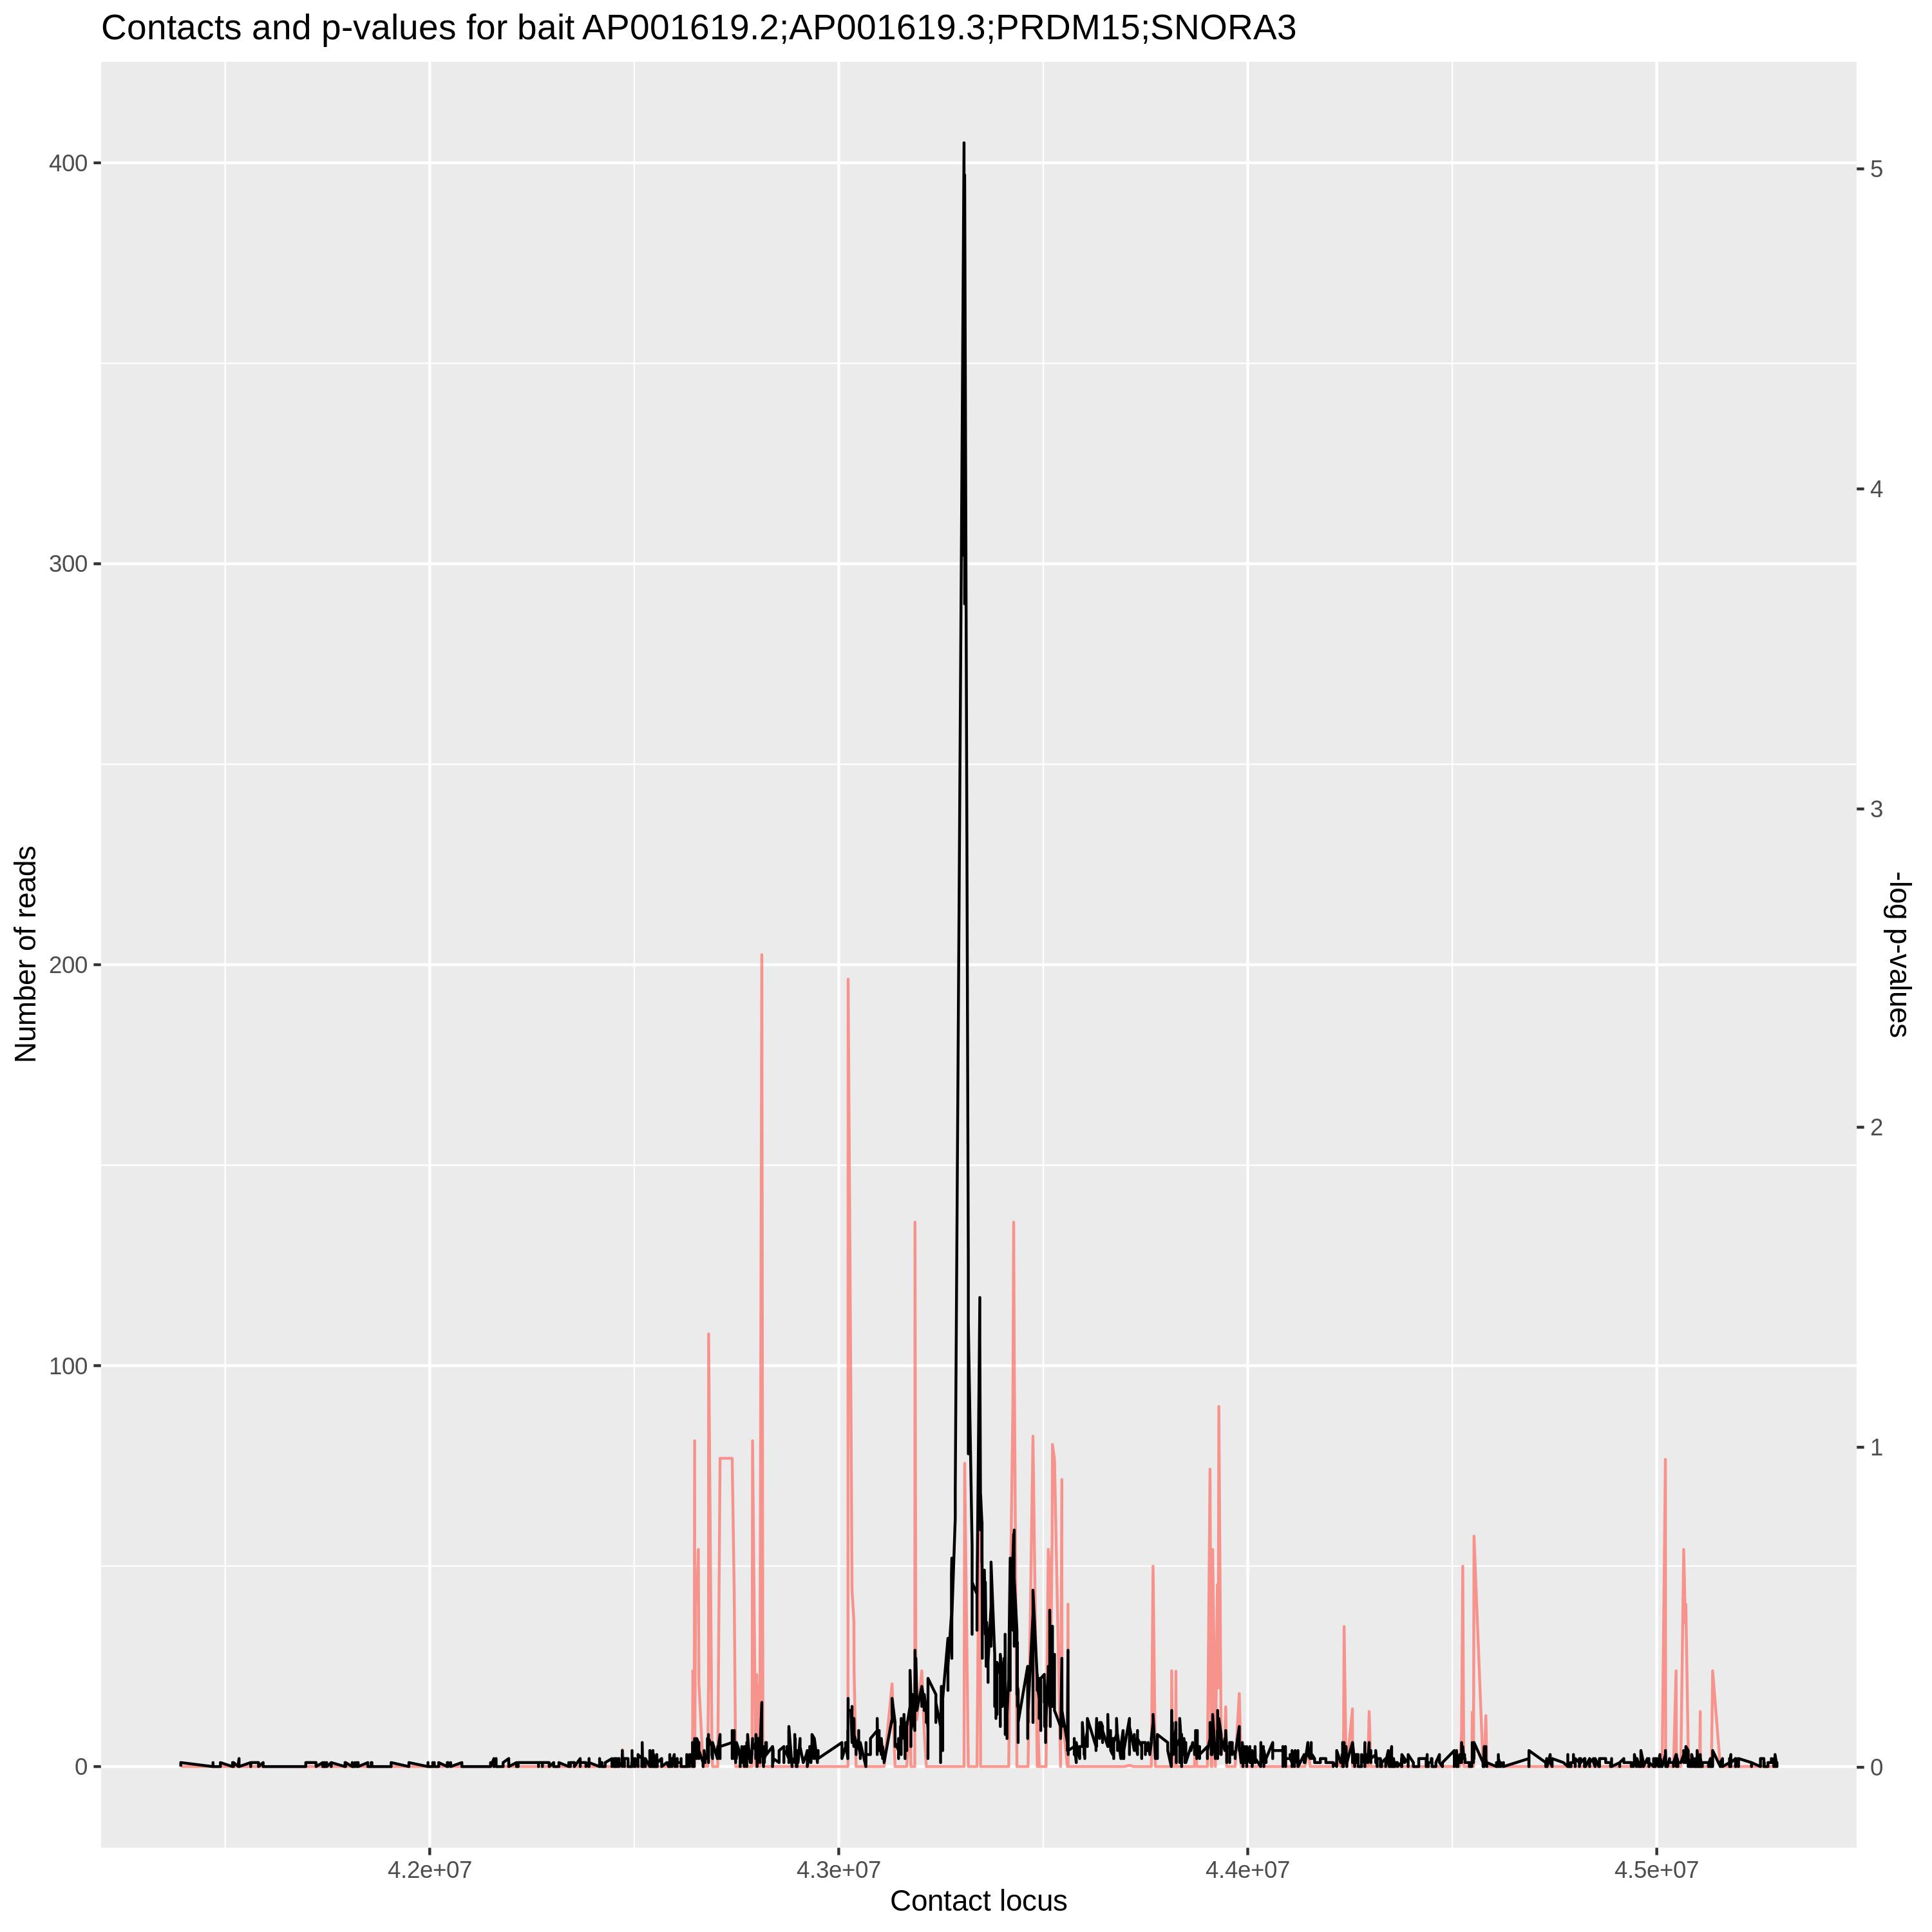 Contacts and p-values for bait AP001619.2;AP001619.3;PRDM15;SNORA3
400
300
200
100
0
Number of reads
5
4
3
2
1
0
-log p-values
4.2e+07 4.3e+07 4.4e+07 4.5e+07
Contact locus